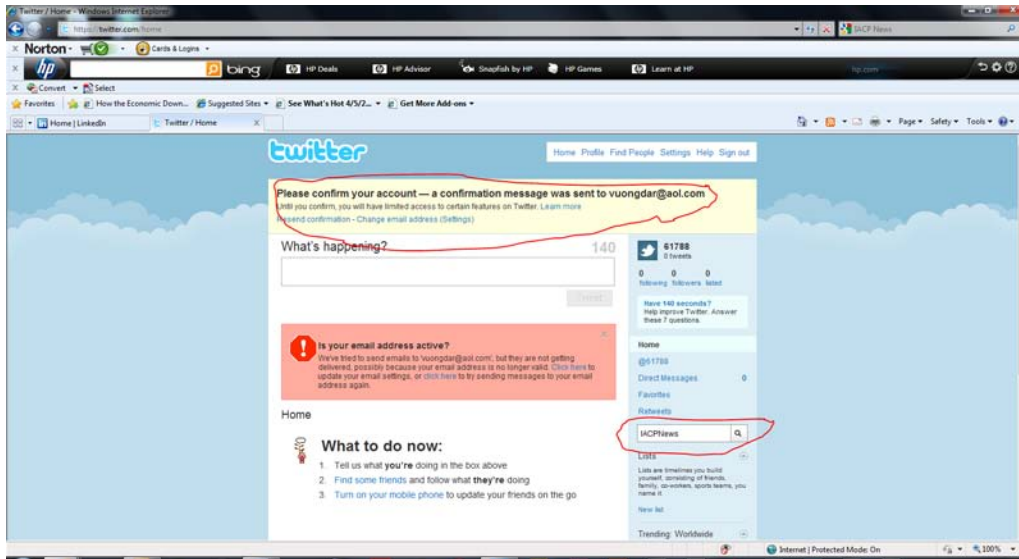 Twitter / Home - Windows Internet Explorer
https://twitter.com/home
IACP News
Norton Cards & Logins
hp bing HP Deals HP Advisor Snapfish by HP HP Games Learn at HP hp.com
Convert Select
Favorites How the Economic Down... Suggested Sites See What's Hot 4/5/2... Get More Add-ons
Home | LinkedIn Twitter / Home X Page Safety Tools
twitter
Home Profile Find People Settings Help Sign out
Please confirm your account — a confirmation message was sent to vuongdar@aol.com
Until you confirm, you will have limited access to certain features on Twitter. Learn more
Resend confirmation - Change email address (Settings)
What's happening? 140
Tweet
Is your email address active?
We've tried to send emails to 'vuongdar@aol.com', but they are not getting
delivered, possibly because your email address is no longer valid. Click here to
update your email settings, or click here to try sending messages to your email
address again.
Home
What to do now:
1. Tell us what you're doing in the box above
2. Find some friends and follow what they're doing
3. Turn on your mobile phone to update your friends on the go
61788
0 tweets
0 0 0
following followers listed
Have 140 seconds?
Help improve Twitter. Answer
these 7 questions.
Home
@61788
Direct Messages 0
Favorites
Retweets
IACPNews
Lists
Lists are timelines you build
yourself, consisting of friends,
family, co-workers, sports teams, you
name it.
New list
Trending: Worldwide
Internet | Protected Mode: On 100%